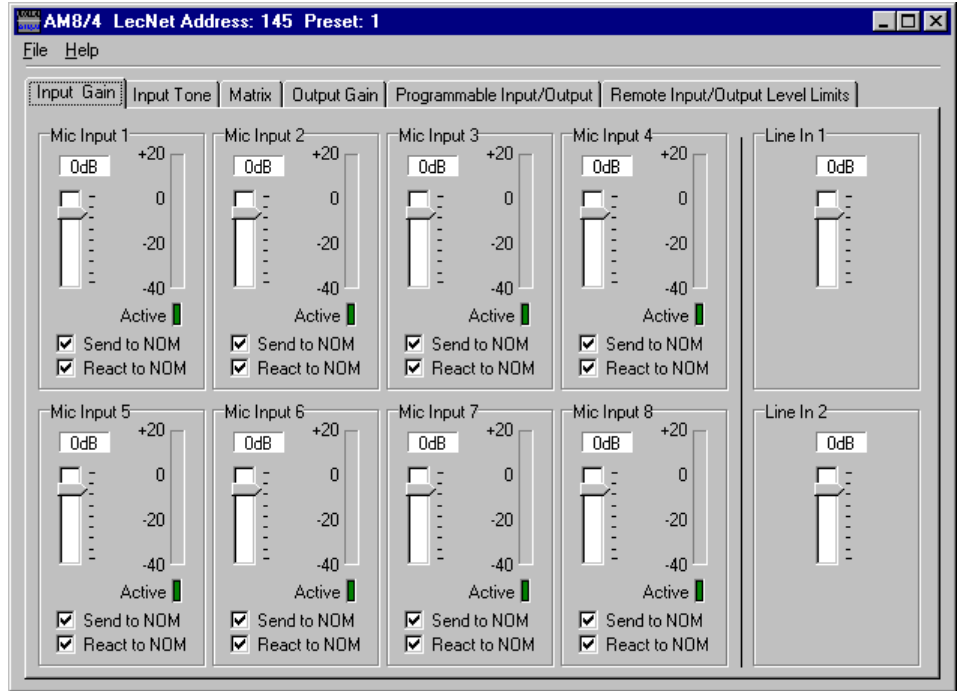 AM8/4 LecNet Address: 145 Preset: 1
File Help
Input Gain Input Tone Matrix Output Gain Programmable Input/Output Remote Input/Output Level Limits
Mic Input 1
0dB
+20
0
-20
-40
Active
Send to NOM
React to NOM
Mic Input 2
0dB
+20
0
-20
-40
Active
Send to NOM
React to NOM
Mic Input 3
0dB
+20
0
-20
-40
Active
Send to NOM
React to NOM
Mic Input 4
0dB
+20
0
-20
-40
Active
Send to NOM
React to NOM
Line In 1
0dB
Mic Input 5
0dB
+20
0
-20
-40
Active
Send to NOM
React to NOM
Mic Input 6
0dB
+20
0
-20
-40
Active
Send to NOM
React to NOM
Mic Input 7
0dB
+20
0
-20
-40
Active
Send to NOM
React to NOM
Mic Input 8
0dB
+20
0
-20
-40
Active
Send to NOM
React to NOM
Line In 2
0dB